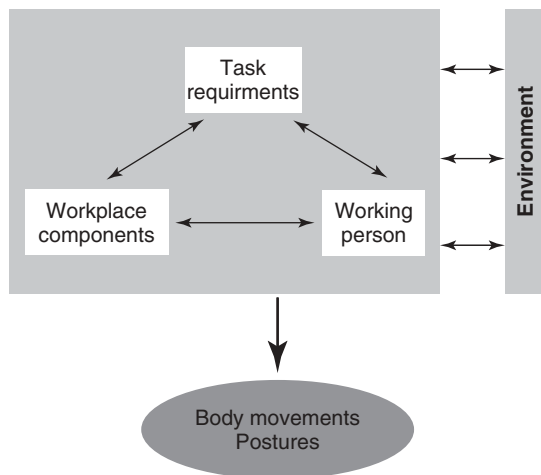 Task
requirments
Workplace
components
Working
person
Environment
Body movements
Postures